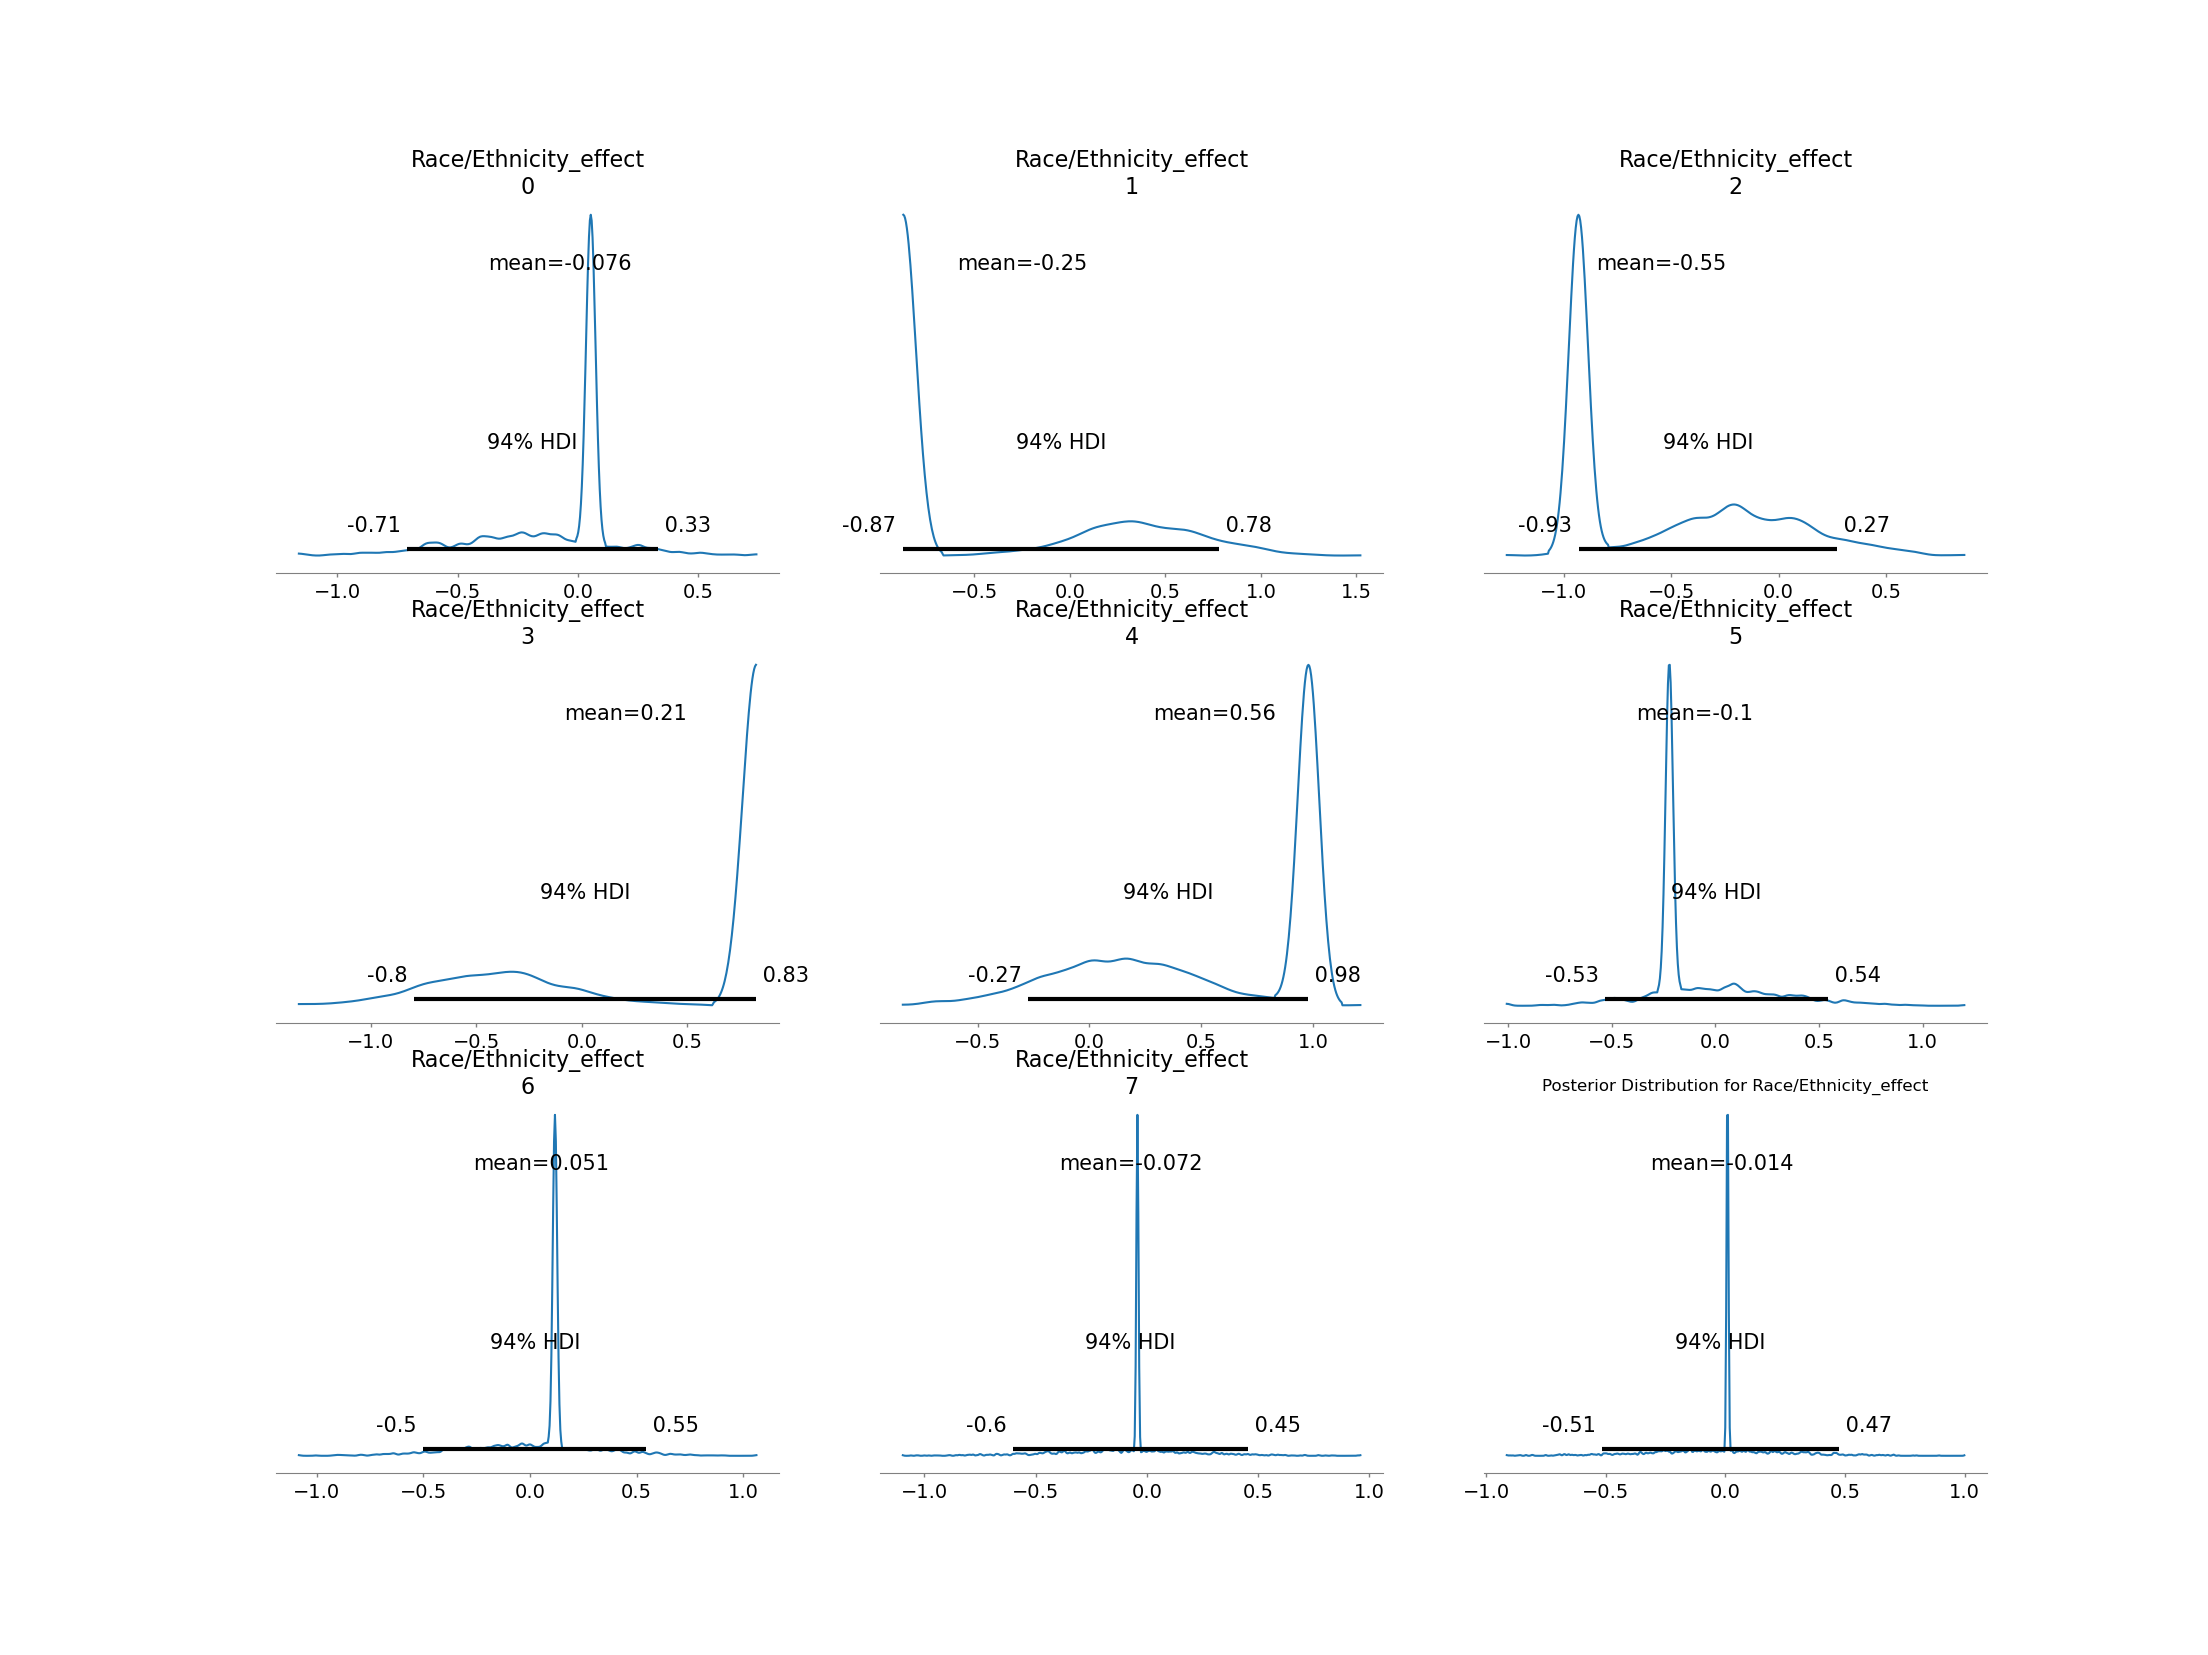 Race/Ethnicity_effect
0
mean=-0.076
94% HDI
-0.71
0.33
−1.0 −0.5 0.0 0.5
Race/Ethnicity_effect
1
mean=-0.25
94% HDI
-0.87
0.78
−0.5 0.0 0.5 1.0 1.5
Race/Ethnicity_effect
2
mean=-0.55
94% HDI
-0.93
0.27
−1.0 −0.5 0.0 0.5
Race/Ethnicity_effect
3
mean=0.21
94% HDI
-0.8
0.83
−1.0 −0.5 0.0 0.5
Race/Ethnicity_effect
4
mean=0.56
94% HDI
-0.27
0.98
−0.5 0.0 0.5 1.0
Race/Ethnicity_effect
5
mean=-0.1
94% HDI
-0.53
0.54
−1.0 −0.5 0.0 0.5 1.0
Race/Ethnicity_effect
6
mean=0.051
94% HDI
-0.5
0.55
−1.0 −0.5 0.0 0.5 1.0
Race/Ethnicity_effect
7
mean=-0.072
94% HDI
-0.6
0.45
−1.0 −0.5 0.0 0.5 1.0
Posterior Distribution for Race/Ethnicity_effect
mean=-0.014
94% HDI
-0.51
0.47
−1.0 −0.5 0.0 0.5 1.0